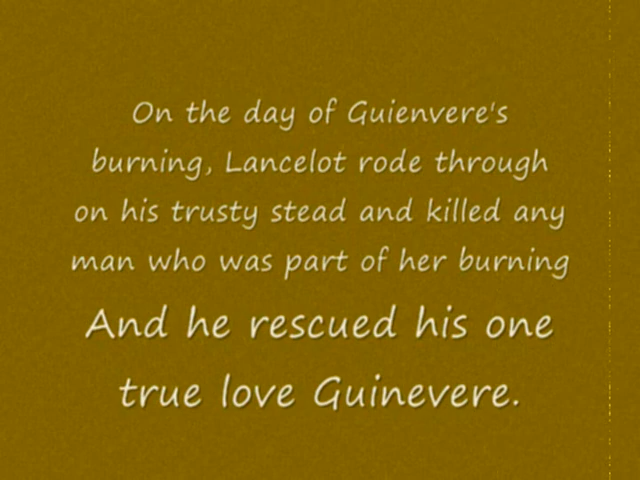 On the day of Guienvere's
burning, Lancelot rode through
on his trusty stead and killed any
man who was part of her burning
And he rescued his one
true love Guinevere.